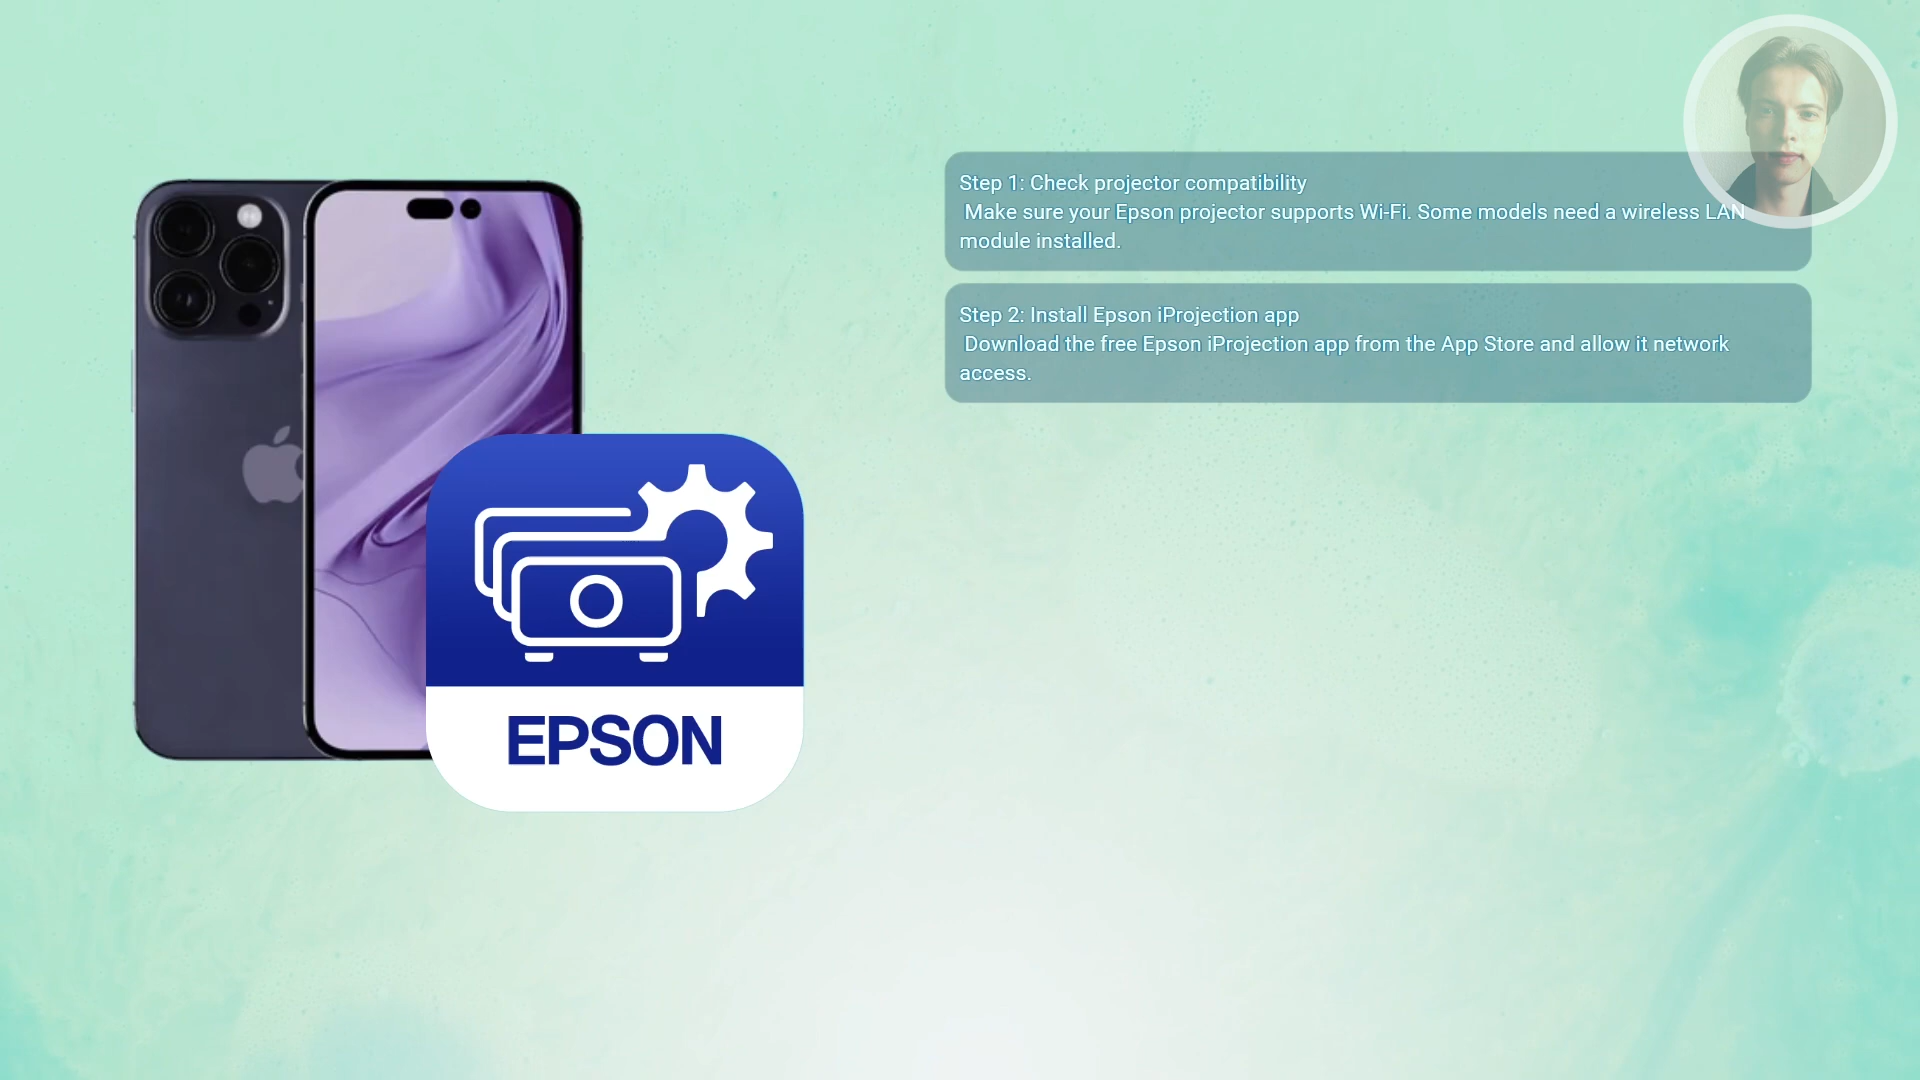 Step 1: Check projector compatibility
Make sure your Epson projector supports Wi-Fi. Some models need a wireless LAN
module installed.
Step 2: Install Epson iProjection app
Download the free Epson iProjection app from the App Store and allow it network
access.
EPSON